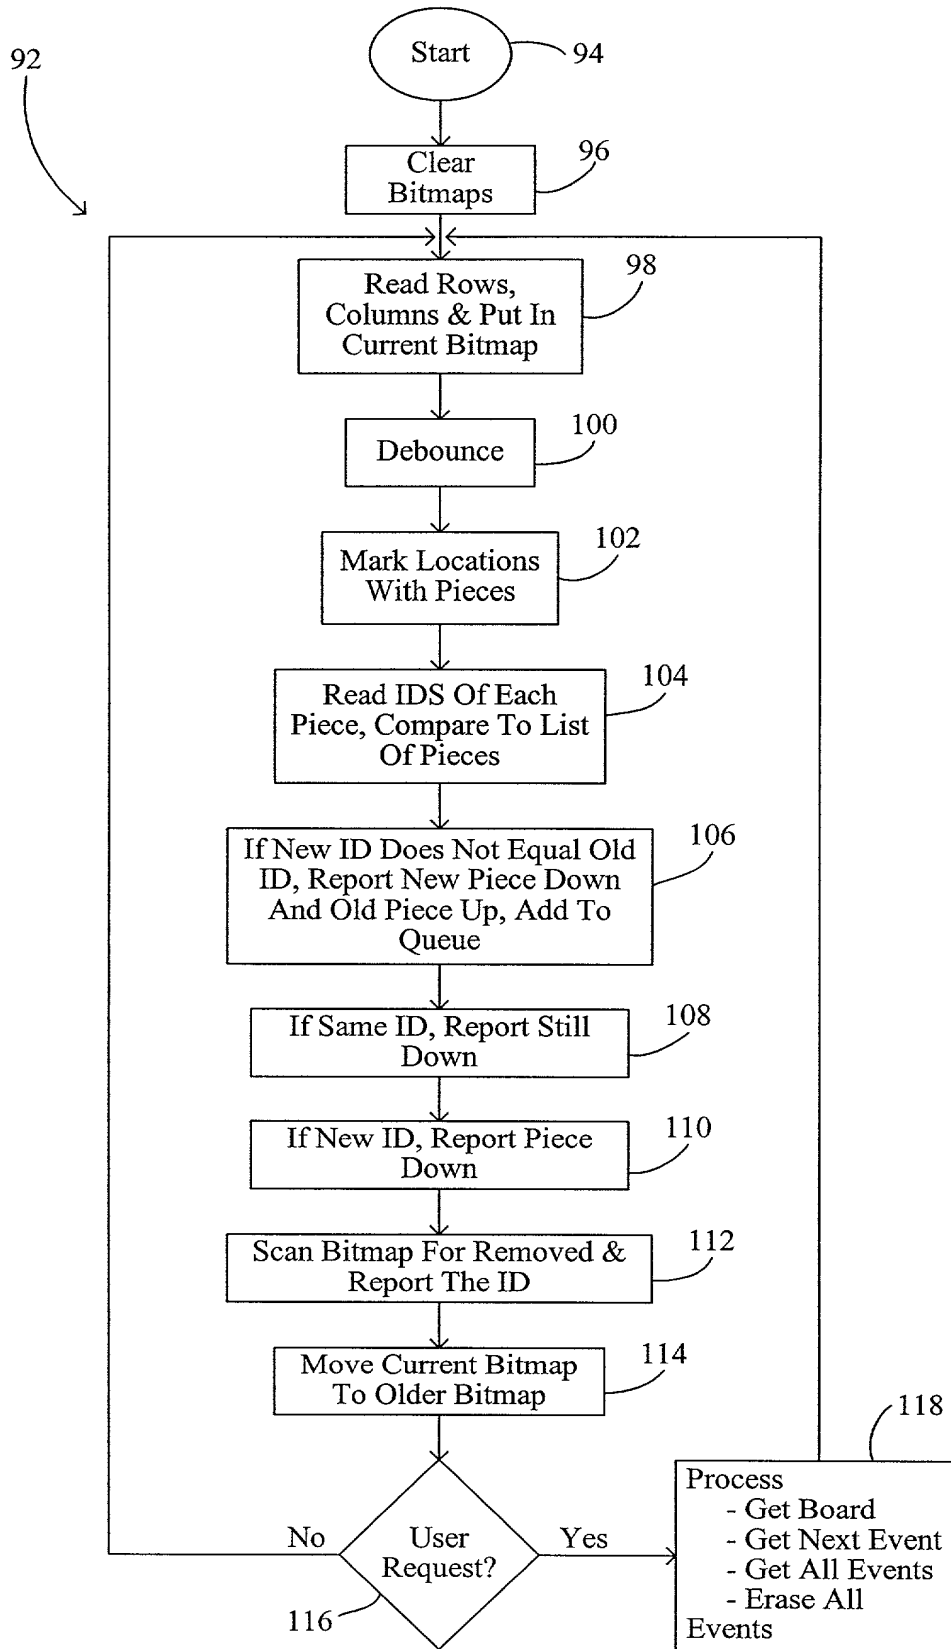 Start
94
92
Clear
Bitmaps
96
Read Rows,
Columns & Put In
Current Bitmap
98
Debounce
100
Mark Locations
With Pieces
102
Read IDS Of Each
Piece, Compare To List
Of Pieces
104
If New ID Does Not Equal Old
ID, Report New Piece Down
And Old Piece Up, Add To
Queue
106
If Same ID, Report Still
Down
108
If New ID, Report Piece
Down
110
Scan Bitmap For Removed &
Report The ID
112
Move Current Bitmap
To Older Bitmap
114
User
Request?
116
No
Yes
Process
- Get Board
- Get Next Event
- Get All Events
- Erase All
Events
118